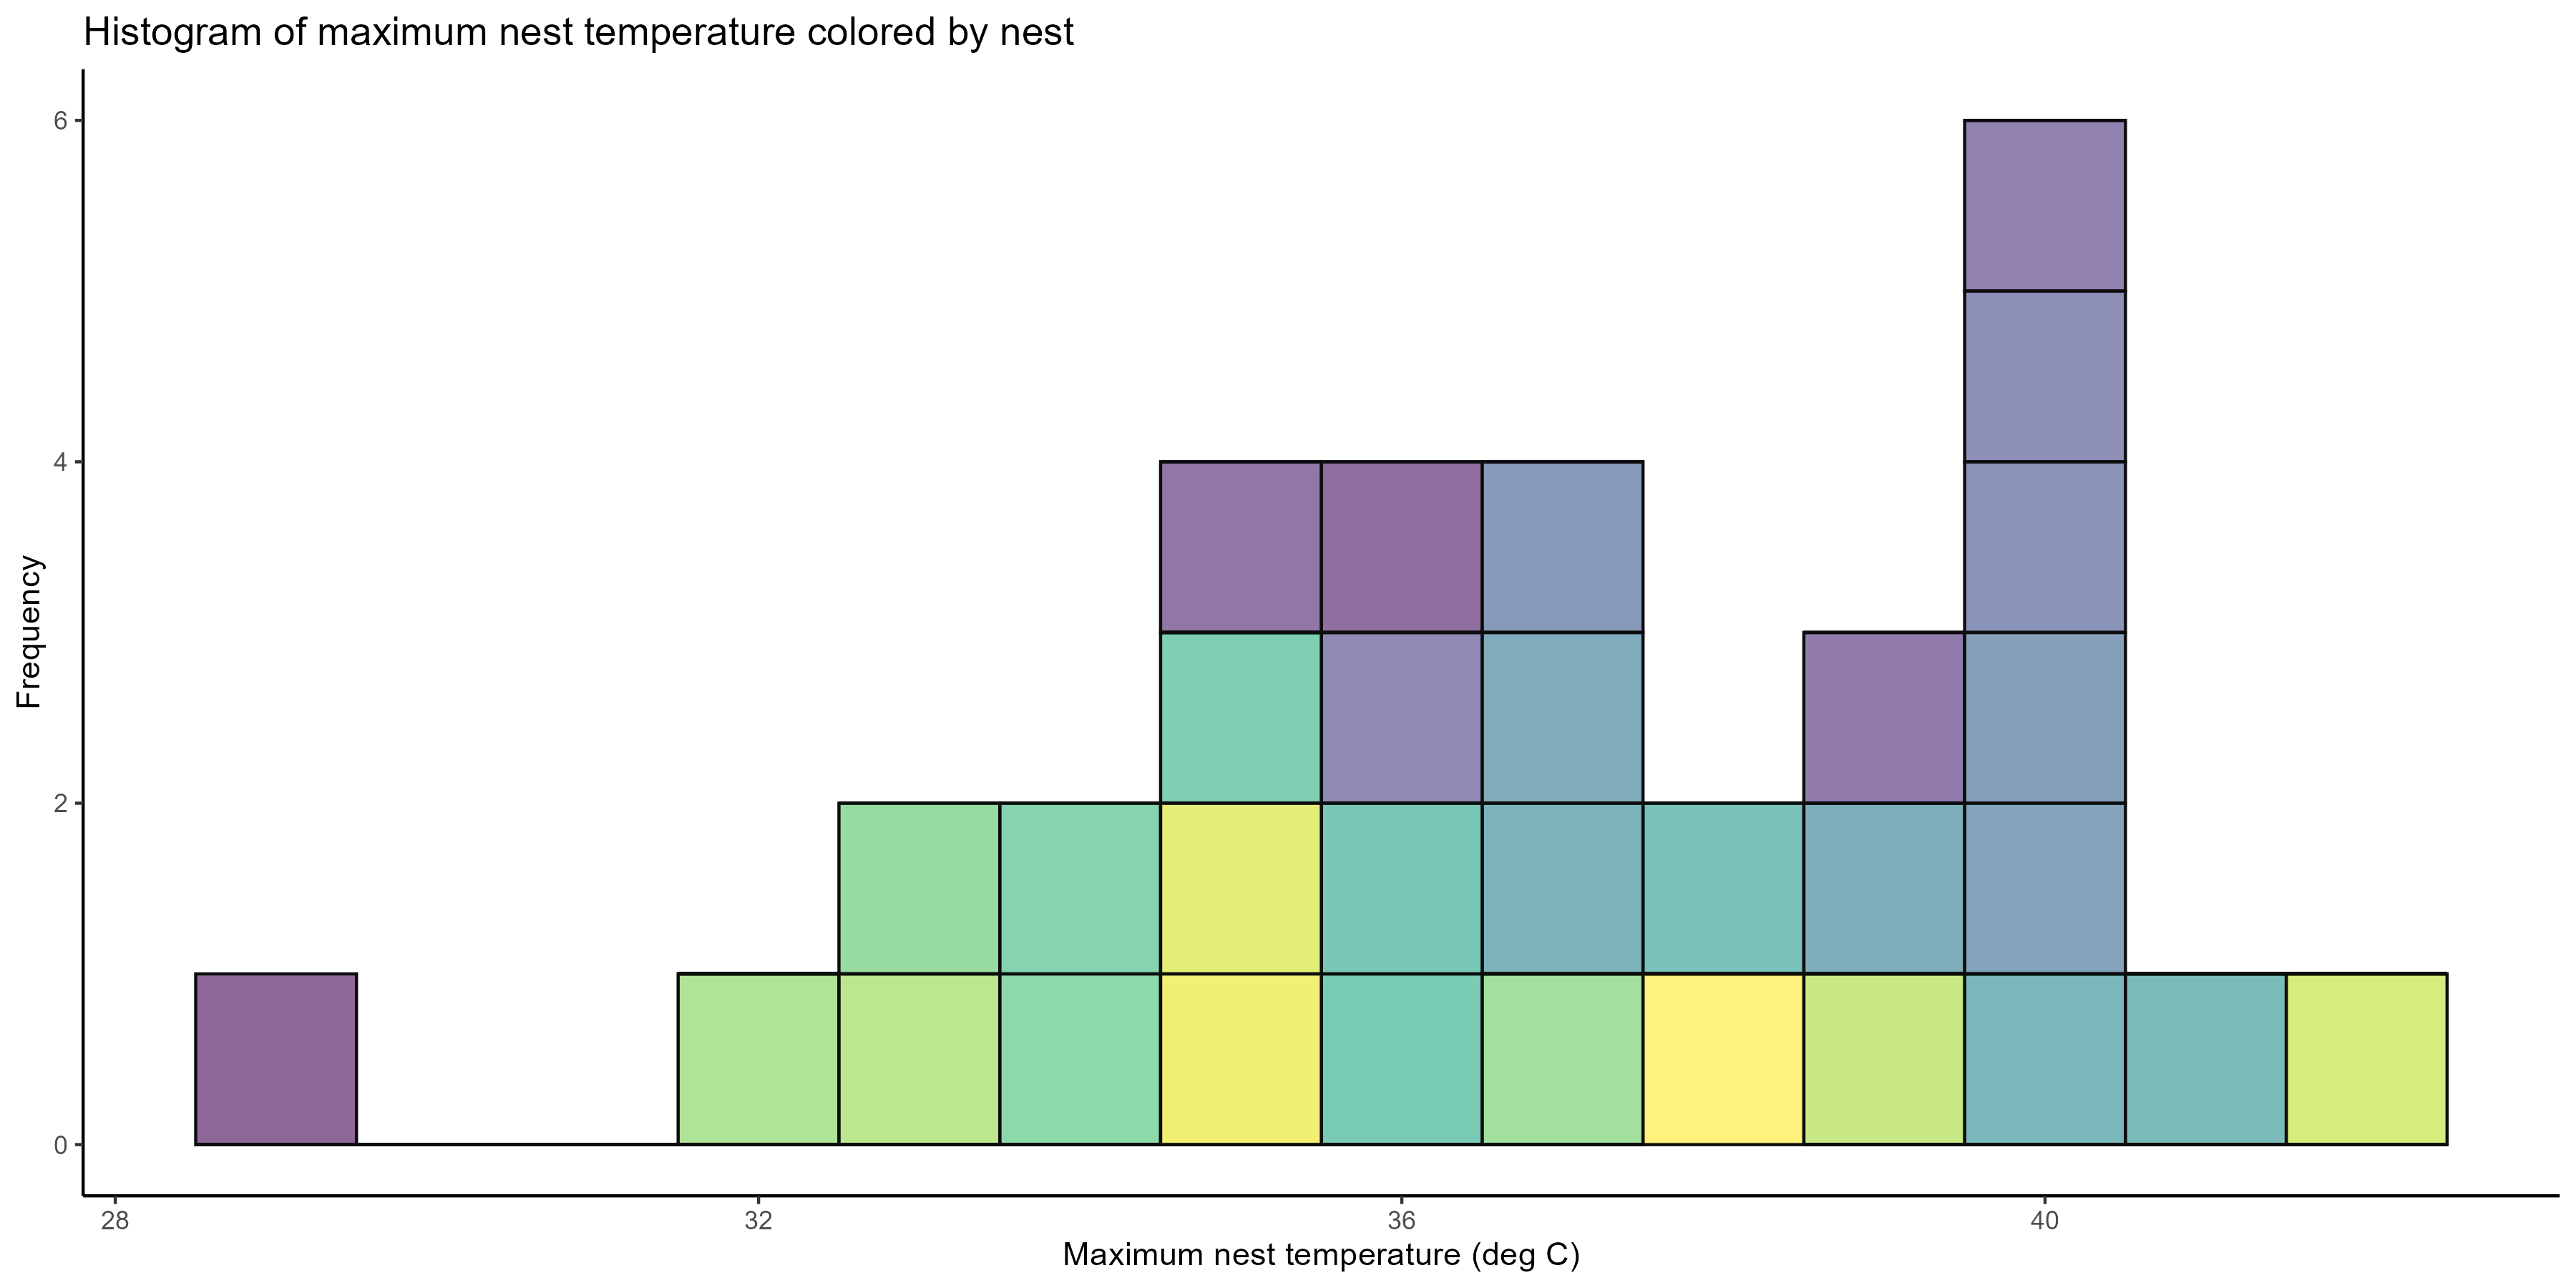 Histogram of maximum nest temperature colored by nest
6
4
2
0
Frequency
28 32 36 40
Maximum nest temperature (deg C)